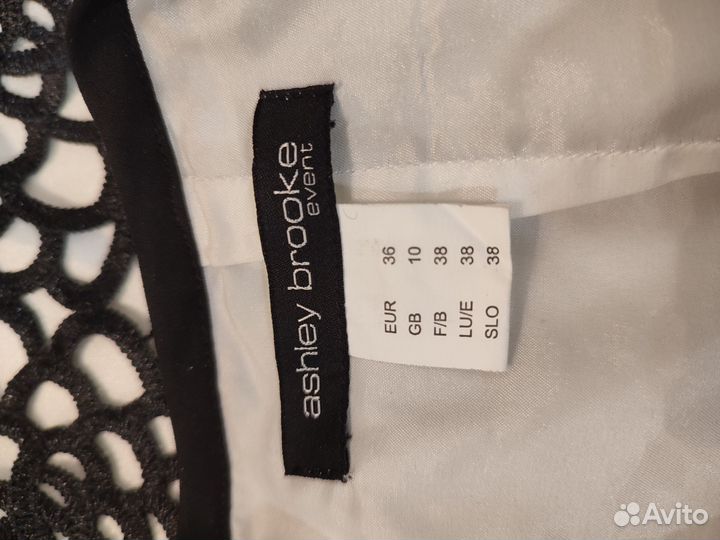 ashley brooke
event
EUR 36
GB 10
F/B 38
LU/E 38
SLO 38
Avito